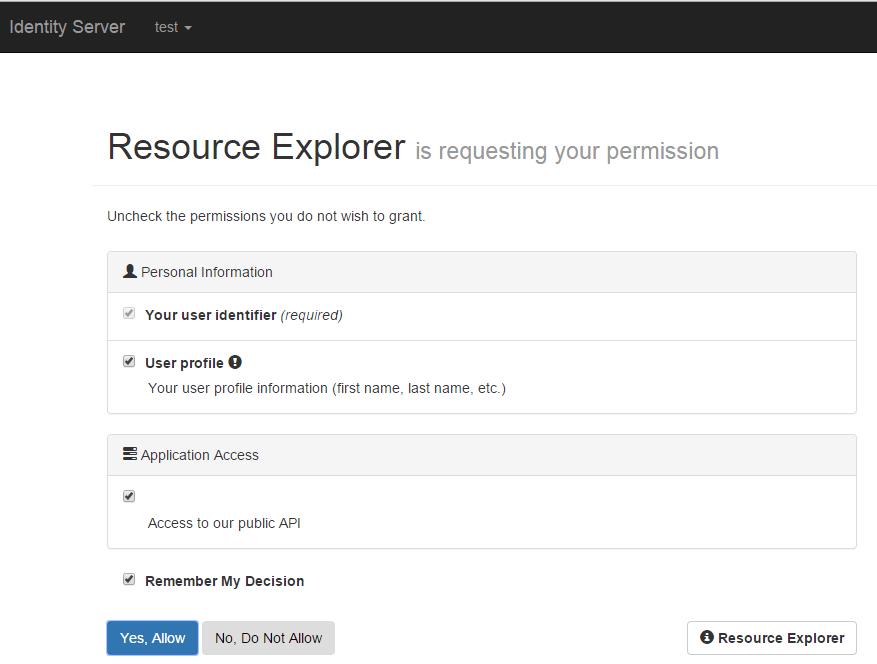 Identity Server test
Resource Explorer is requesting your permission
Uncheck the permissions you do not wish to grant.
Personal Information
Your user identifier (required)
User profile
Your user profile information (first name, last name, etc.)
Application Access
Access to our public API
Remember My Decision
Yes, Allow No, Do Not Allow Resource Explorer